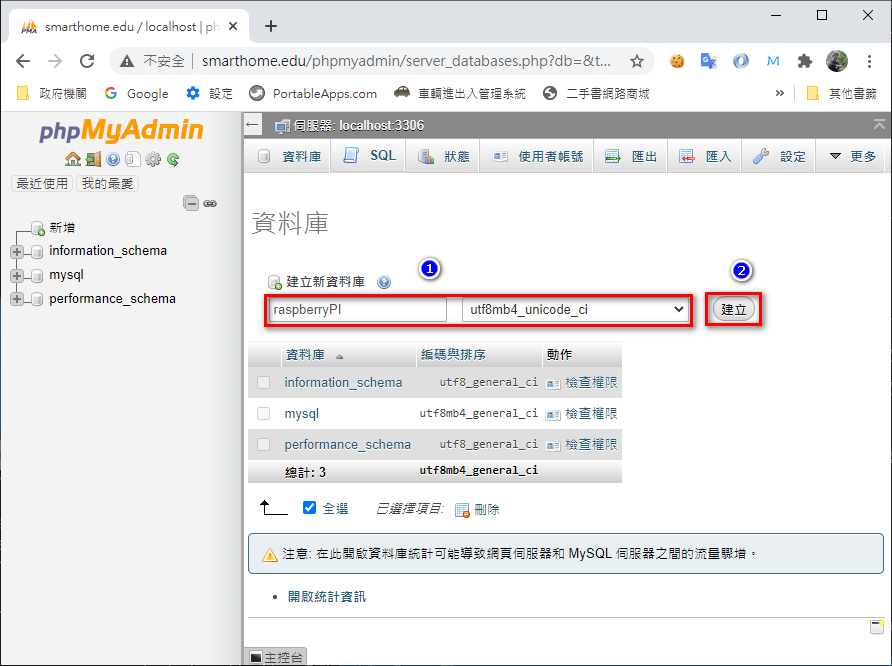 smarthome.edu / localhost | ph
不安全 | smarthome.edu/phpmyadmin/server_databases.php?db=&t...
政府機關 Google 設定 PortableApps.com 車輛進出入管理系統 二手書網路商城 » 其他書籤
phpMyAdmin
最近使用 我的最愛
新增
information_schema
mysql
performance_schema
伺服器: localhost:3306
資料庫 SQL 狀態 使用者帳號 匯出 匯入 設定 更多
資料庫
建立新資料庫 1 2
raspberryPI utf8mb4_unicode_ci 建立
資料庫 編碼與排序 動作
information_schema utf8_general_ci 檢查權限
mysql utf8mb4_general_ci 檢查權限
performance_schema utf8_general_ci 檢查權限
總計: 3 utf8mb4_general_ci
全選 已選擇項目: 刪除
注意: 在此開啟資料庫統計可能導致網頁伺服器和 MySQL 伺服器之間的流量驟增。
• 開啟統計資訊
主控台